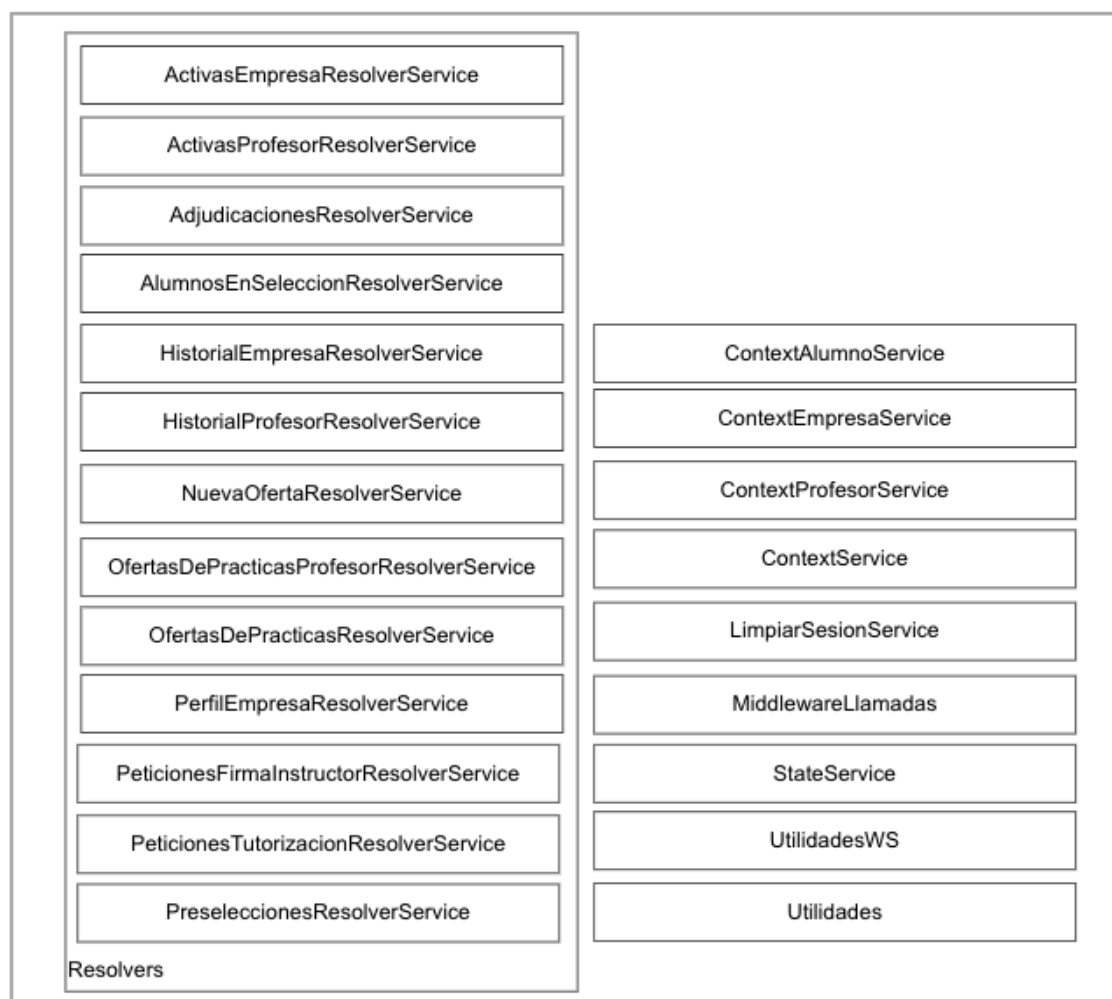 ActivasEmpresaResolverService
ActivasProfesorResolverService
AdjudicacionesResolverService
AlumnosEnSeleccionResolverService
HistorialEmpresaResolverService
HistorialProfesorResolverService
NuevaOfertaResolverService
OfertasDePracticasProfesorResolverService
OfertasDePracticasResolverService
PerfilEmpresaResolverService
PeticionesFirmaInstructorResolverService
PeticionesTutorizacionResolverService
PreseleccionesResolverService
Resolvers
ContextAlumnoService
ContextEmpresaService
ContextProfesorService
ContextService
LimpiarSesionService
MiddlewareLlamadas
StateService
UtilidadesWS
Utilidades